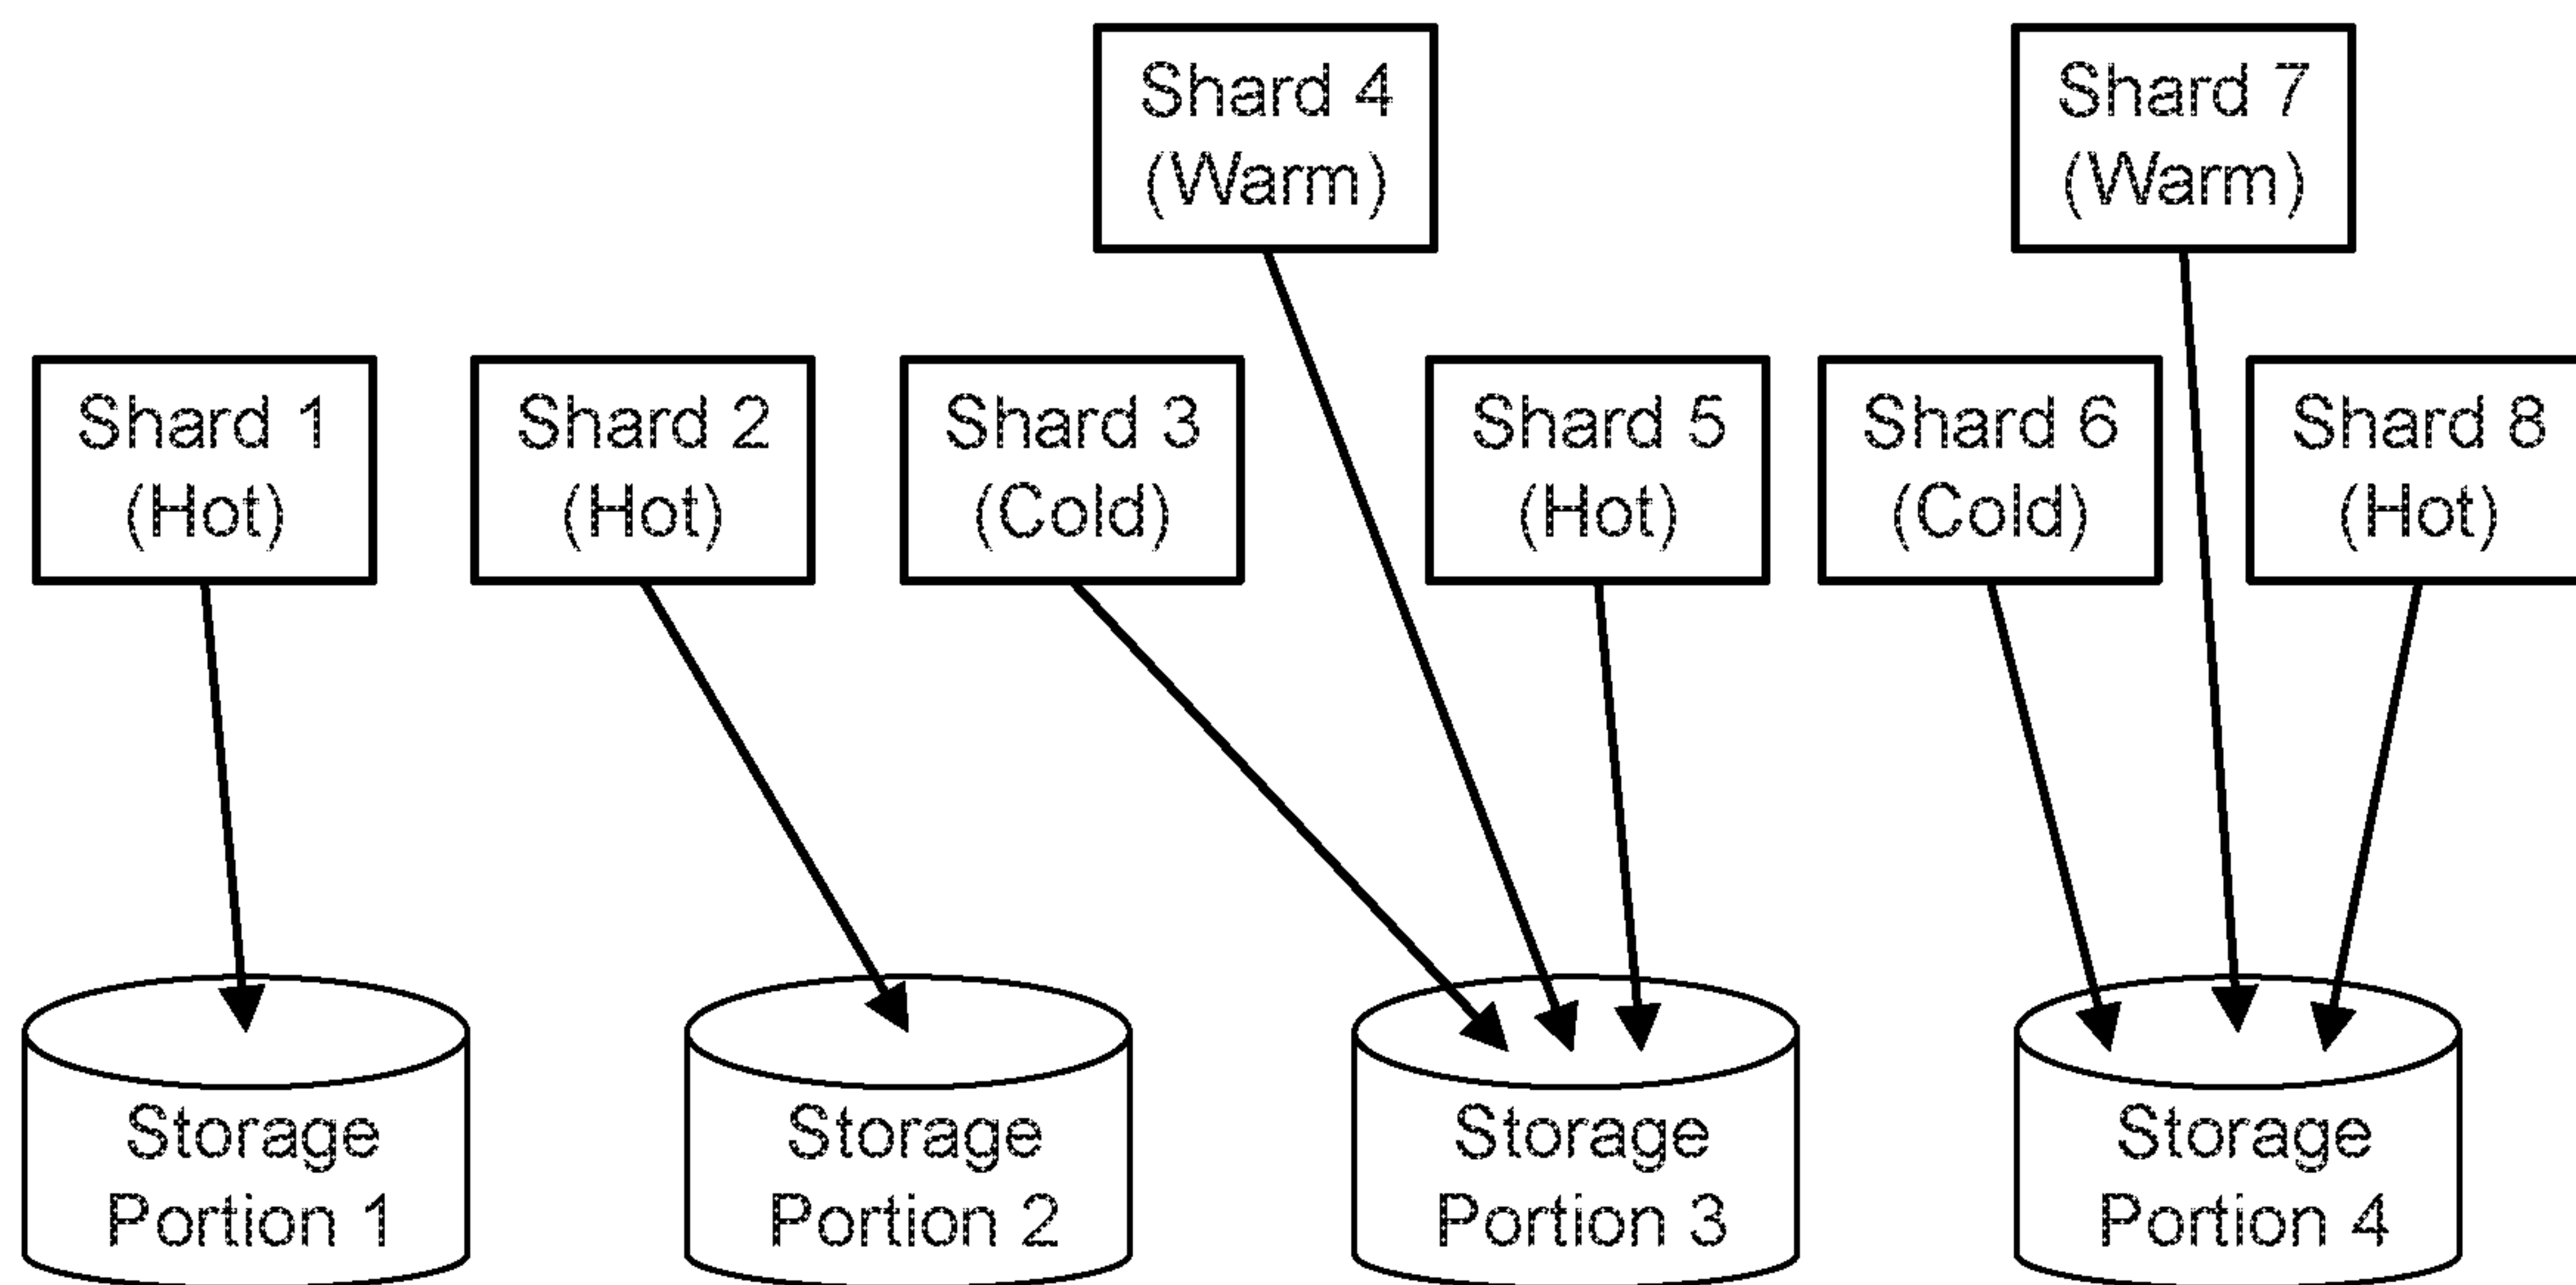 Shard 4
(Warm)
Shard 7
(Warm)
Shard 1
(Hot)
Shard 2
(Hot)
Shard 3
(Cold)
Shard 5
(Hot)
Shard 6
(Cold)
Shard 8
(Hot)
Storage
Portion 1
Storage
Portion 2
Storage
Portion 3
Storage
Portion 4